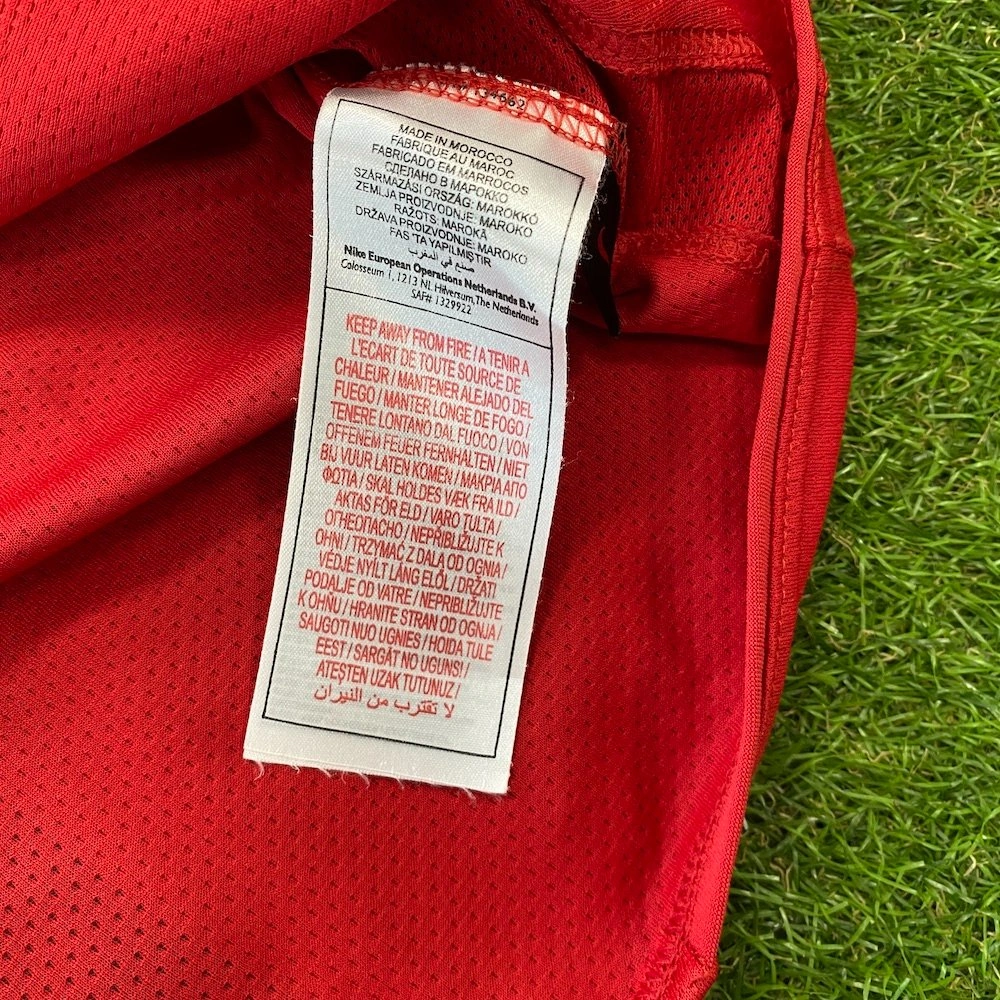 134862
MADE IN MOROCCO
FABRIQUE AU MAROC
FABRICADO EM MARROCOS
СДЕЛАНО В МАРОККО
SZÁRMAZÁSI ORSZÁG: MAROKKÓ
ZEMLJA PROIZVODNJE: MAROKO
RAŽOTS: MAROKA
DRŽAVA PROIZVODNJE: MAROKO
FAS 'TA YAPILMIŞTIR
صنع في المغرب
Nike European Operations Netherlands B.V.
Colosseum 1, 1213 NL Hilversum, The Netherlands
SAF# 1329922
KEEP AWAY FROM FIRE / A TENIR A
L'ECART DE TOUTE SOURCE DE
CHALEUR / MANTENER ALEJADO DEL
FUEGO / MANTER LONGE DE FOGO /
TENERE LONTANO DAL FUOCO / VON
OFFENEM FEUER FERNHALTEN / NIET
BIJ VUUR LATEN KOMEN / ΜΑΚΡΙΑ ΑΠΟ
ΦΩΤΙΑ / SKAL HOLDES VÆK FRA ILD /
AKTAS FÖR ELD / VARO TULTA /
ОГНЕОПАСНО / NEPŘIBLIŽUJTE K
OHNI / TRZYMAĆ Z DALA OD OGNIA /
VÉDJE NYÍLT LÁNG ELŐL / DRŽATI
PODALJE OD VATRE / NEPRIBLIŽUJTE
K OHŇU / HRANITE STRAN OD OGNJA /
SAUGOTI NUO UGNIES / HOIDA TULE
EEST / SARGĀT NO UGUNS! /
ATEŞTEN UZAK TUTUNUZ /
لا تقترب من النيران